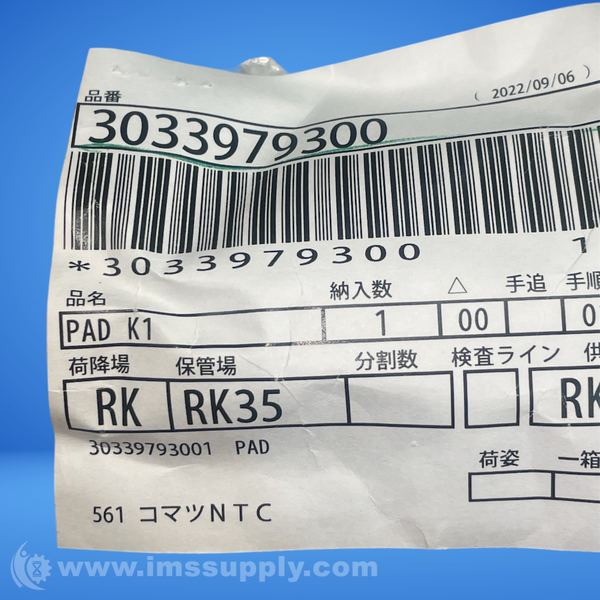 品番
( 2022/09/06 )
3033979300
*3033979300 1
品名 納入数 △ 手追 手順
PAD K1 1 00 0
荷降場 保管場 分割数 検査ライン 供
RK RK35 RK
30339793001 PAD
荷姿 一箱
561 コマツNTC
www.imssupply.com